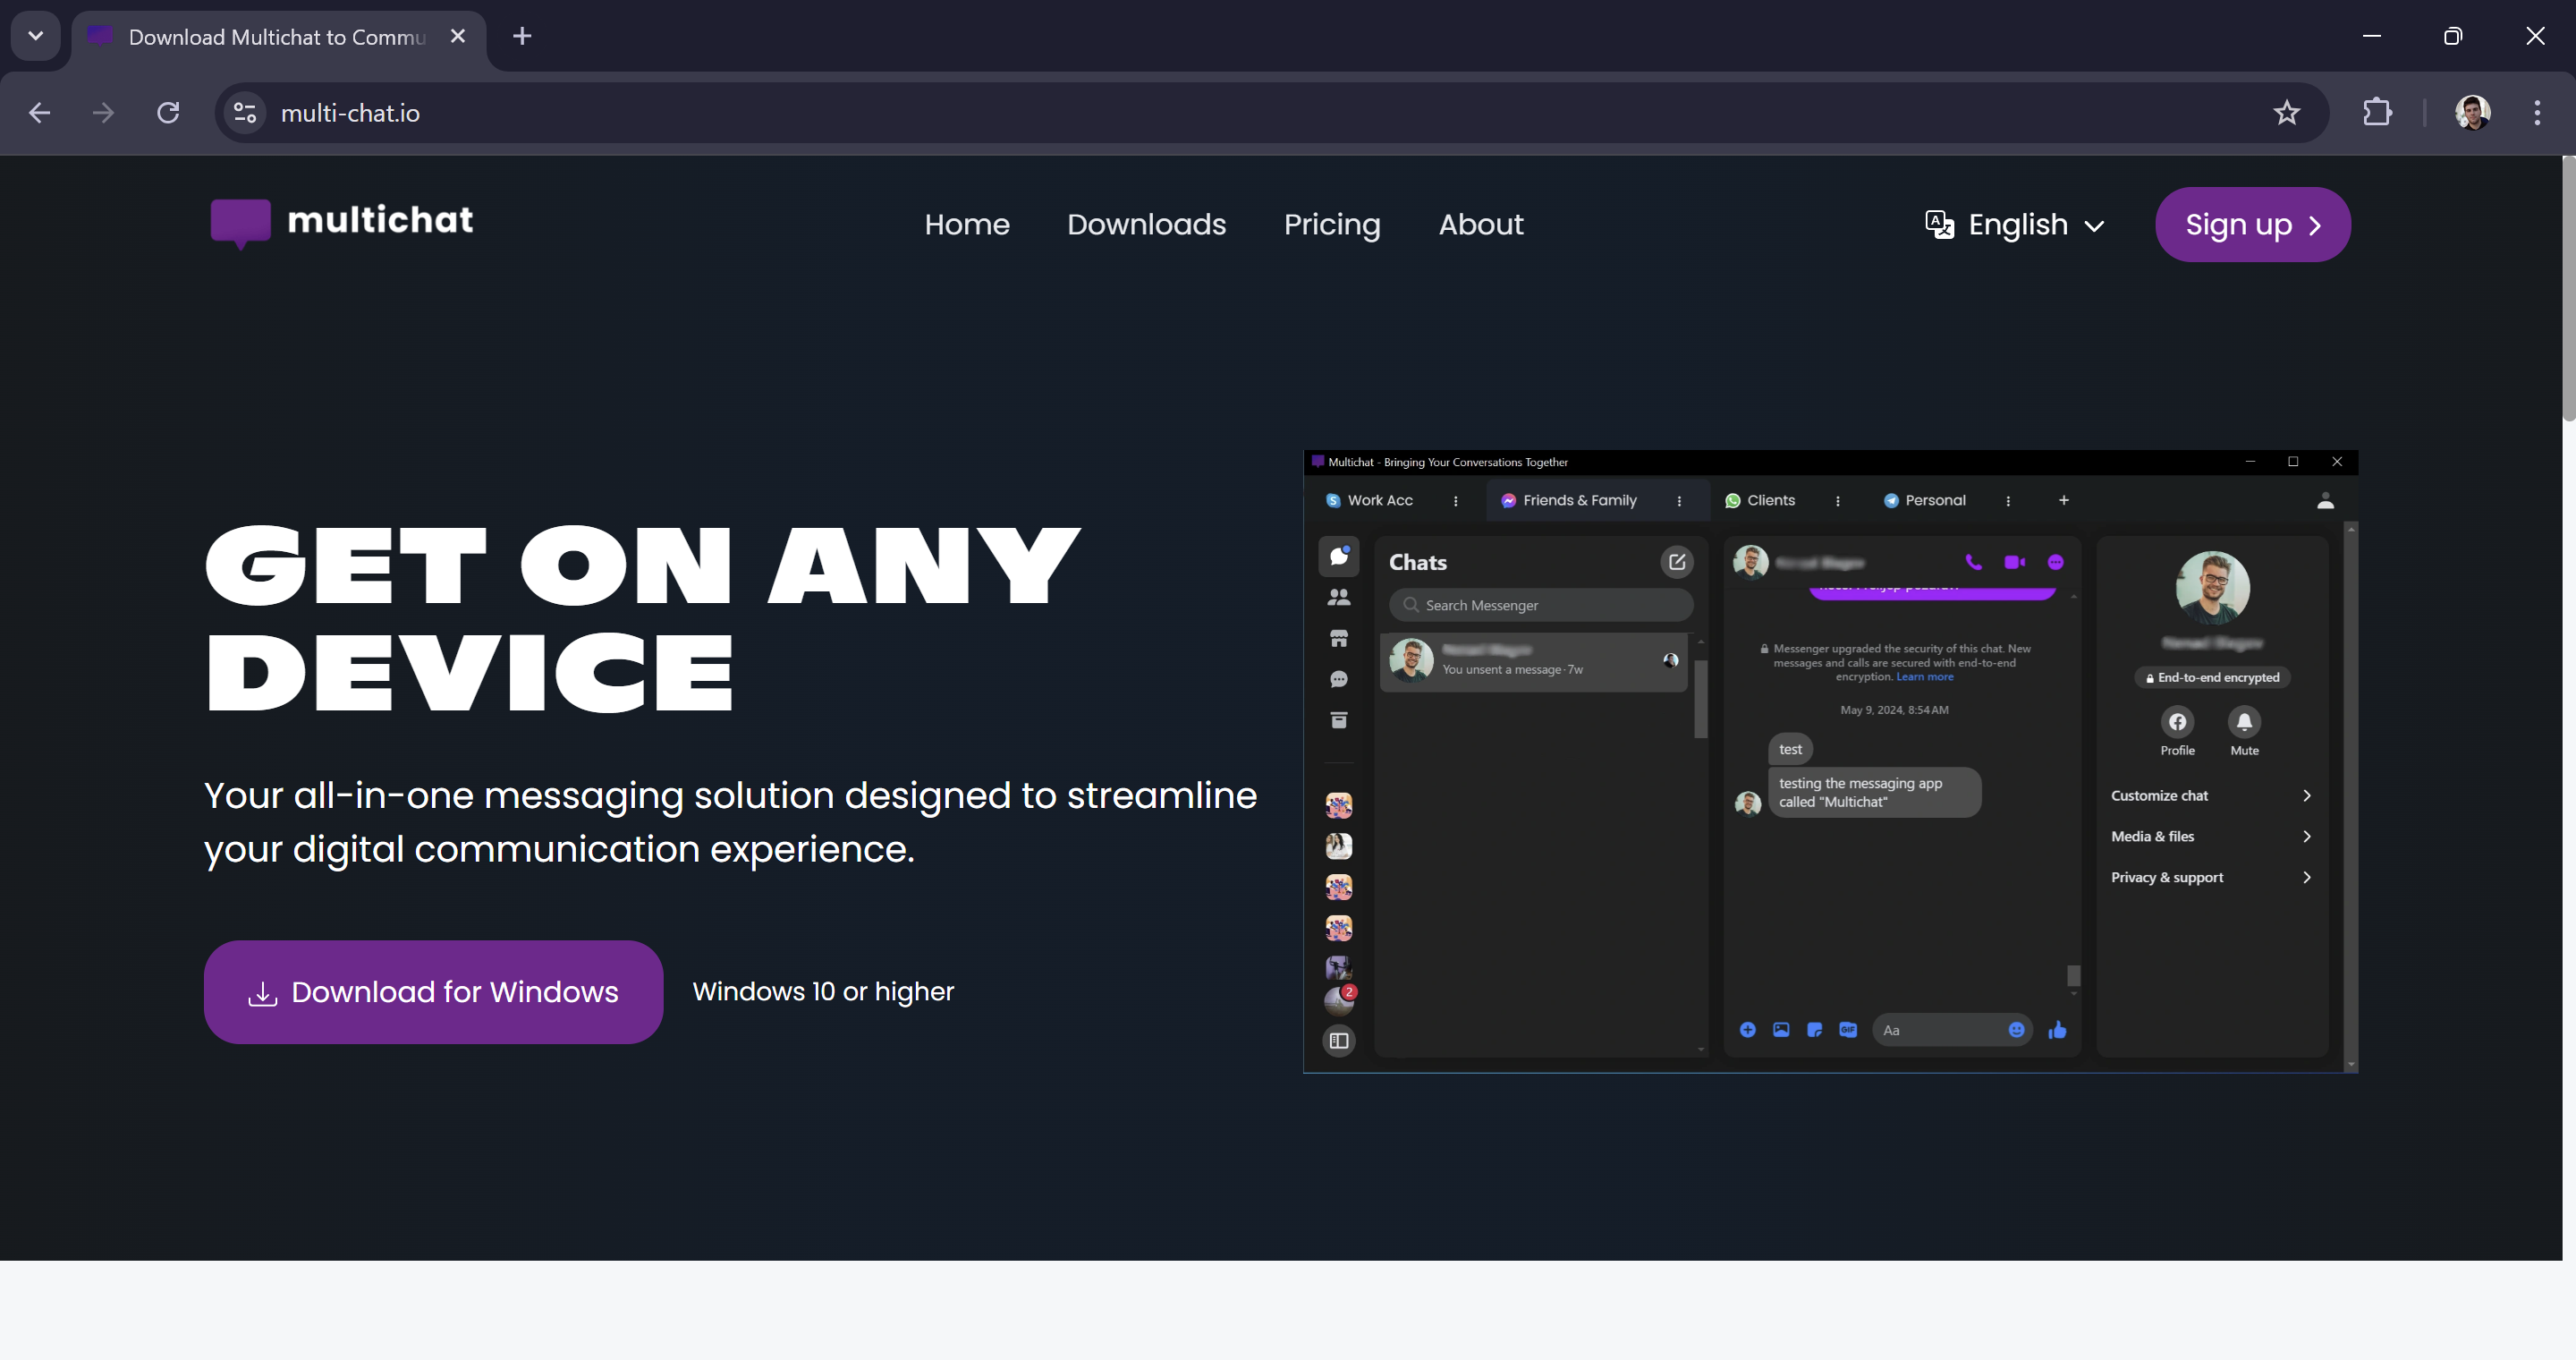 Download Multichat to Commu
multi-chat.io
multichat
Home
Downloads
Pricing
About
English
Sign up
GET ON ANY
DEVICE
Your all-in-one messaging solution designed to streamline
your digital communication experience.
Download for Windows
Windows 10 or higher
Multichat - Bringing Your Conversations Together
Work Acc
Friends & Family
Clients
Personal
Chats
Search Messenger
You unsent a message · 7w
Messenger upgraded the security of this chat. New
messages and calls are secured with end-to-end
encryption. Learn more
May 9, 2024, 8:54 AM
test
testing the messaging app
called "Multichat"
GIF
Aa
2
End-to-end encrypted
Profile
Mute
Customize chat
Media & files
Privacy & support